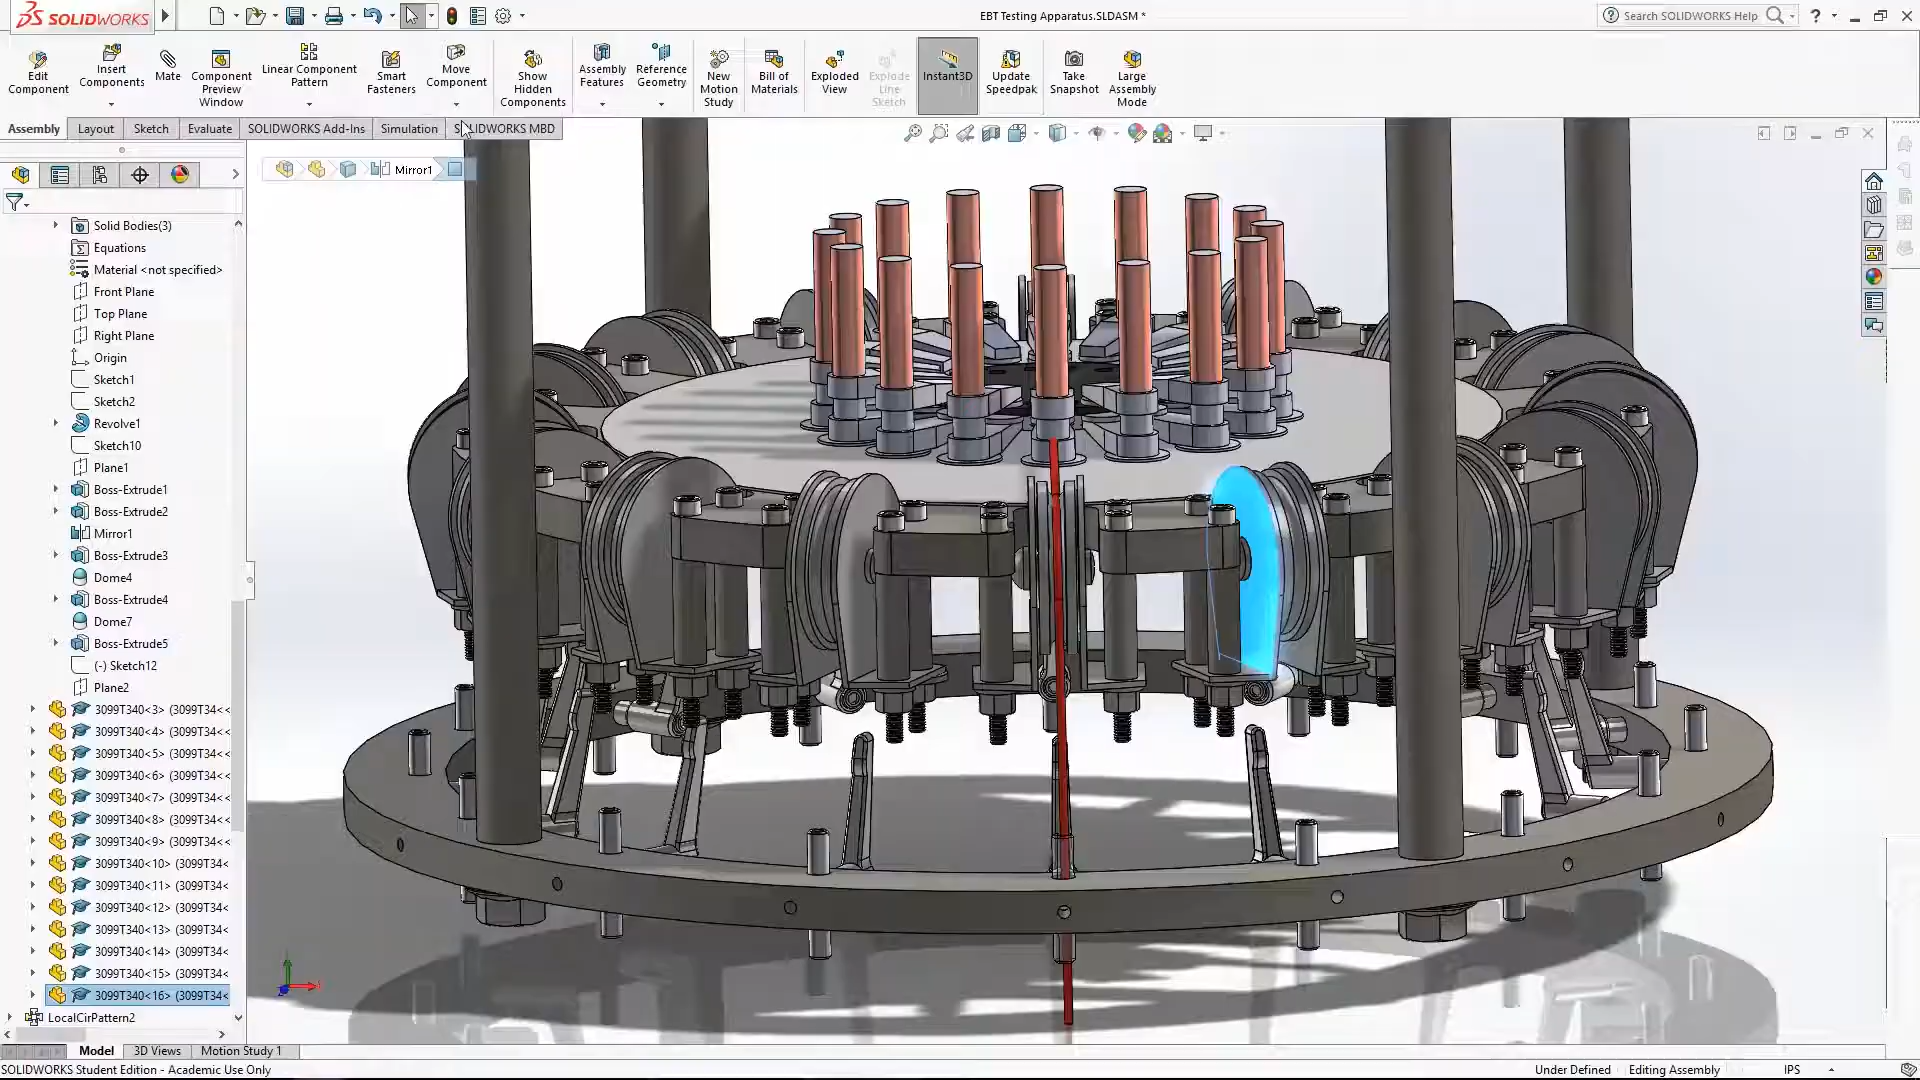 SOLIDWORKS
EBT Testing Apparatus.SLDASM *
Search SOLIDWORKS Help
Edit Component
Insert Components
Mate
Component Preview Window
Linear Component Pattern
Smart Fasteners
Move Component
Show Hidden Components
Assembly Features
Reference Geometry
New Motion Study
Bill of Materials
Exploded View
Explode Line Sketch
Instant3D
Update Speedpak
Take Snapshot
Large Assembly Mode
Assembly
Layout
Sketch
Evaluate
SOLIDWORKS Add-Ins
Simulation
SOLIDWORKS MBD
Mirror1
Solid Bodies(3)
Equations
Material <not specified>
Front Plane
Top Plane
Right Plane
Origin
Sketch1
Sketch2
Revolve1
Sketch10
Plane1
Boss-Extrude1
Boss-Extrude2
Mirror1
Boss-Extrude3
Dome4
Boss-Extrude4
Dome7
Boss-Extrude5
(-) Sketch12
Plane2
3099T340<3> (3099T34<<
3099T340<4> (3099T34<<
3099T340<5> (3099T34<<
3099T340<6> (3099T34<<
3099T340<7> (3099T34<<
3099T340<8> (3099T34<<
3099T340<9> (3099T34<<
3099T340<10> (3099T34<
3099T340<11> (3099T34<
3099T340<12> (3099T34<
3099T340<13> (3099T34<
3099T340<14> (3099T34<
3099T340<15> (3099T34<
3099T340<16> (3099T34<
LocalCirPattern2
Model
3D Views
Motion Study 1
SOLIDWORKS Student Edition - Academic Use Only
Under Defined
Editing Assembly
IPS